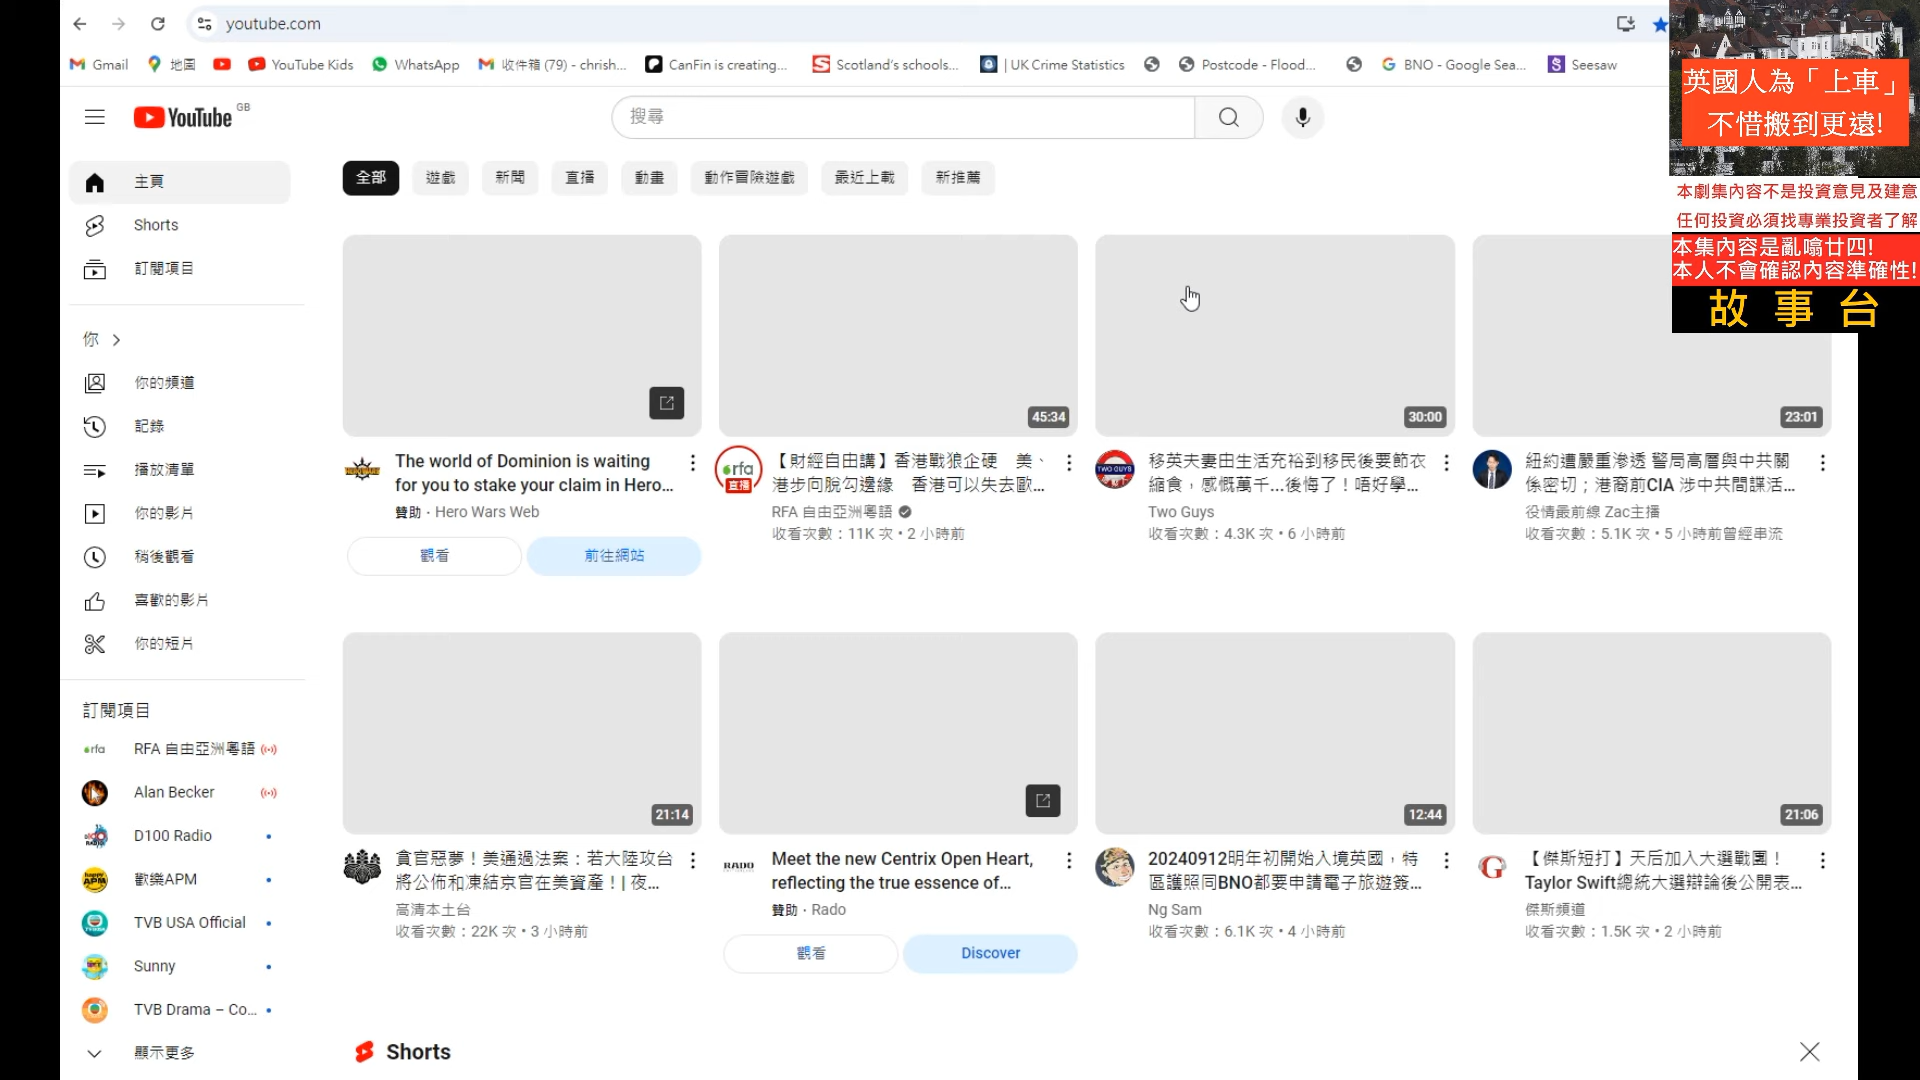 youtube.com
Gmail
地圖
YouTube Kids
WhatsApp
收件箱 (79) - chrish...
CanFin is creating...
Scotland's schools...
| UK Crime Statistics
Postcode - Flood...
BNO - Google Sea...
Seesaw
YouTube GB
搜尋
全部
遊戲
新聞
直播
動畫
動作冒險遊戲
最近上載
新推薦
主頁
Shorts
訂閱項目
你
你的頻道
記錄
播放清單
你的影片
稍後觀看
喜歡的影片
你的短片
訂閱項目
RFA 自由亞洲粵語
Alan Becker
D100 Radio
歡樂APM
TVB USA Official
Sunny
TVB Drama – Co...
顯示更多
The world of Dominion is waiting
for you to stake your claim in Hero...
贊助 · Hero Wars Web
觀看
前往網站
45:34
rfa
直播
【財經自由講】香港戰狼企硬　美、
港步向脫勾邊緣　香港可以失去歐...
RFA 自由亞洲粵語
收看次數：11K 次 • 2 小時前
30:00
TWO GUYS
移英夫妻由生活充裕到移民後要節衣
縮食，感慨萬千...後悔了！唔好學...
Two Guys
收看次數：4.3K 次 • 6 小時前
23:01
紐約遭嚴重滲透 警局高層與中共關
係密切；港裔前CIA 涉中共間諜活...
役情最前線 Zac主播
收看次數：5.1K 次 • 5 小時前曾經串流
21:14
貪官惡夢！美通過法案：若大陸攻台
將公佈和凍結京官在美資產！| 夜...
高清本土台
收看次數：22K 次 • 3 小時前
RADO
Meet the new Centrix Open Heart,
reflecting the true essence of...
贊助 · Rado
觀看
Discover
12:44
20240912明年初開始入境英國，特
區護照同BNO都要申請電子旅遊簽...
Ng Sam
收看次數：6.1K 次 • 4 小時前
21:06
【傑斯短打】天后加入大選戰團！
Taylor Swift總統大選辯論後公開表...
傑斯頻道
收看次數：1.5K 次 • 2 小時前
Shorts
英國人為「上車」
不惜搬到更遠!
本劇集內容不是投資意見及建意
任何投資必須找專業投資者了解
本集內容是亂噏廿四!
本人不會確認內容準確性!
故 事 台